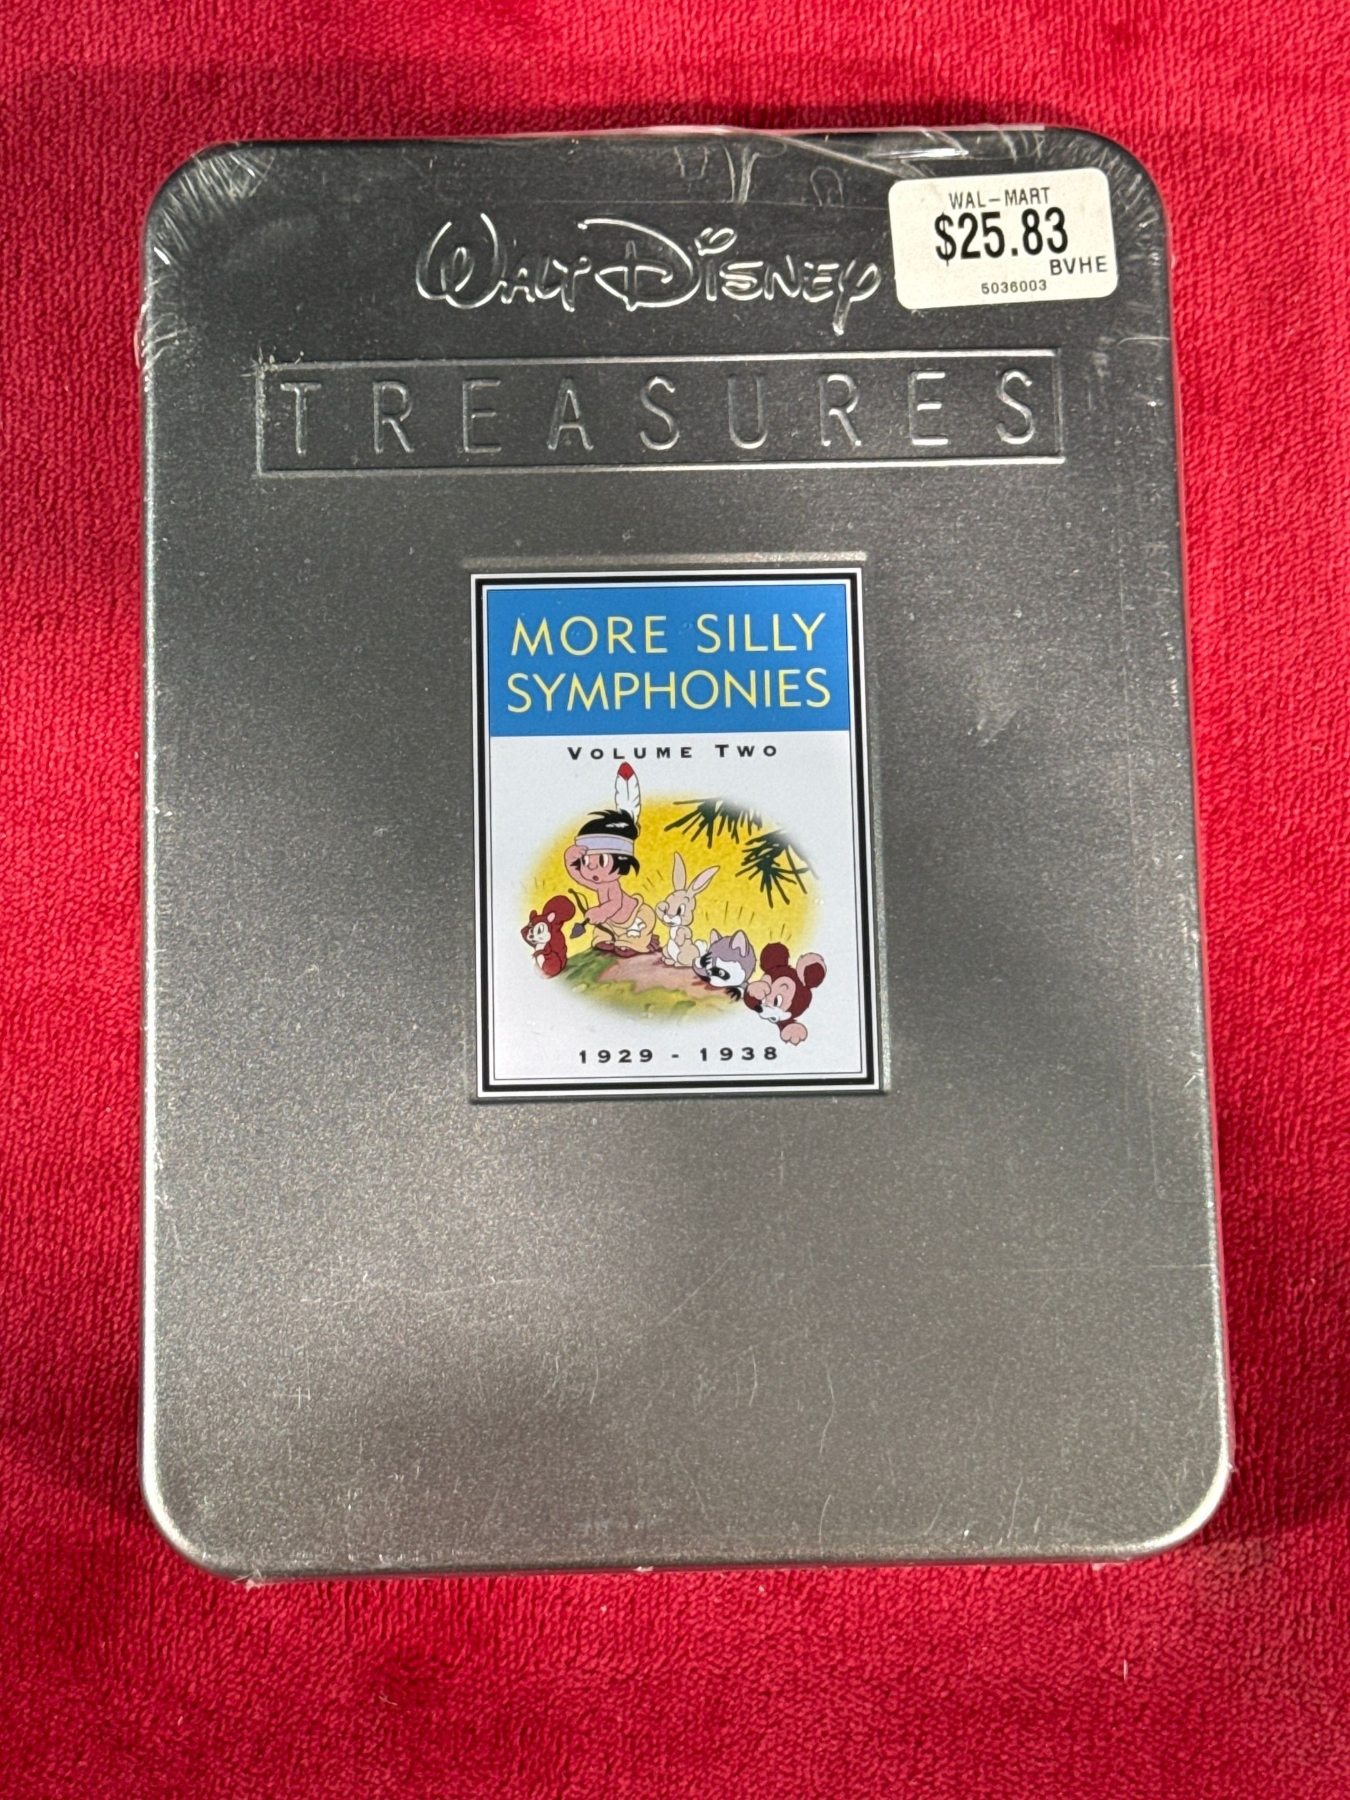 WAL-MART
$25.83
BVHE
5036003
WALT DISNEY
TREASURES
MORE SILLY
SYMPHONIES
VOLUME TWO
1929 - 1938